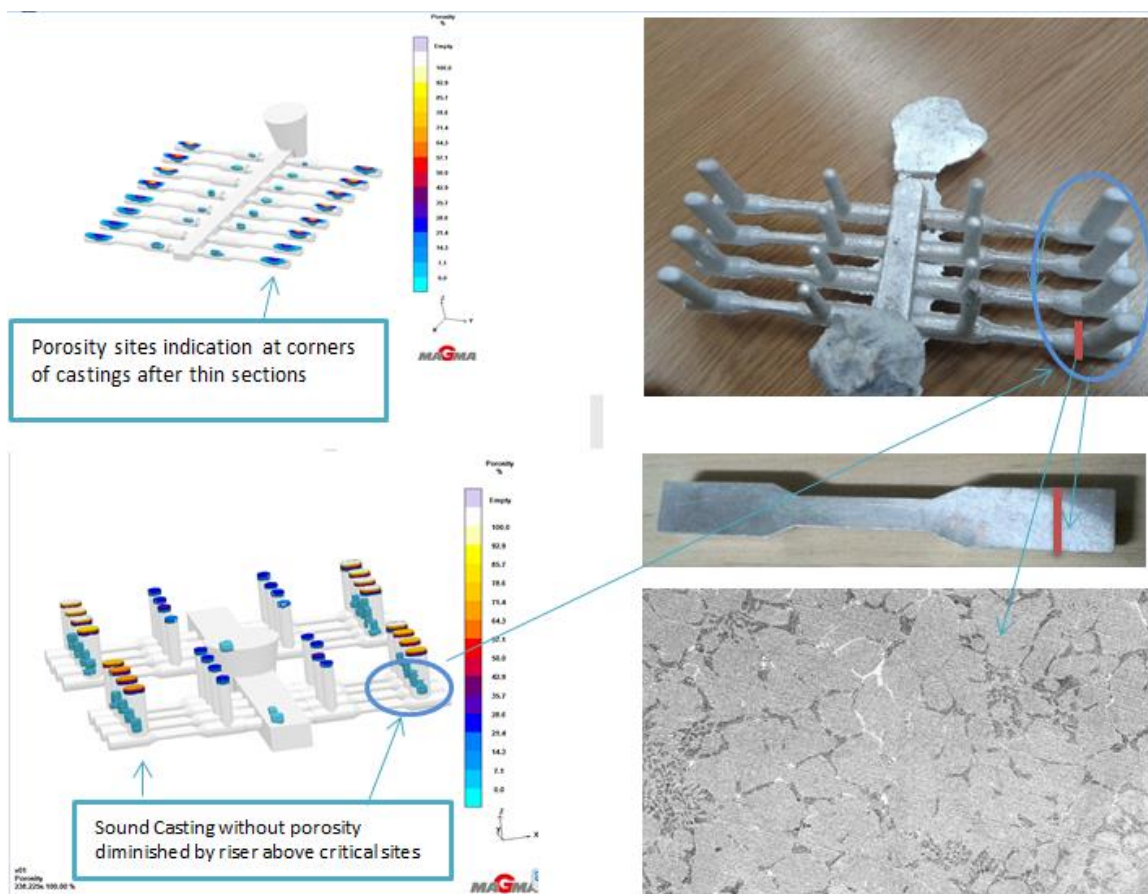 Porosity
%
Empty
100.0
92.9
85.7
78.6
71.4
64.3
57.1
50.0
42.9
35.7
28.6
21.4
14.3
7.1
0.0
Z
Y
X
MAGMA
Porosity sites indication at corners
of castings after thin sections
Porosity
%
Empty
100.0
92.9
85.7
78.6
71.4
64.3
57.1
50.0
42.9
35.7
28.6
21.4
14.3
7.1
0.0
Z
Y
X
Sound Casting without porosity
diminished by riser above critical sites
v01
Porosity
100.00 %
MAGMA